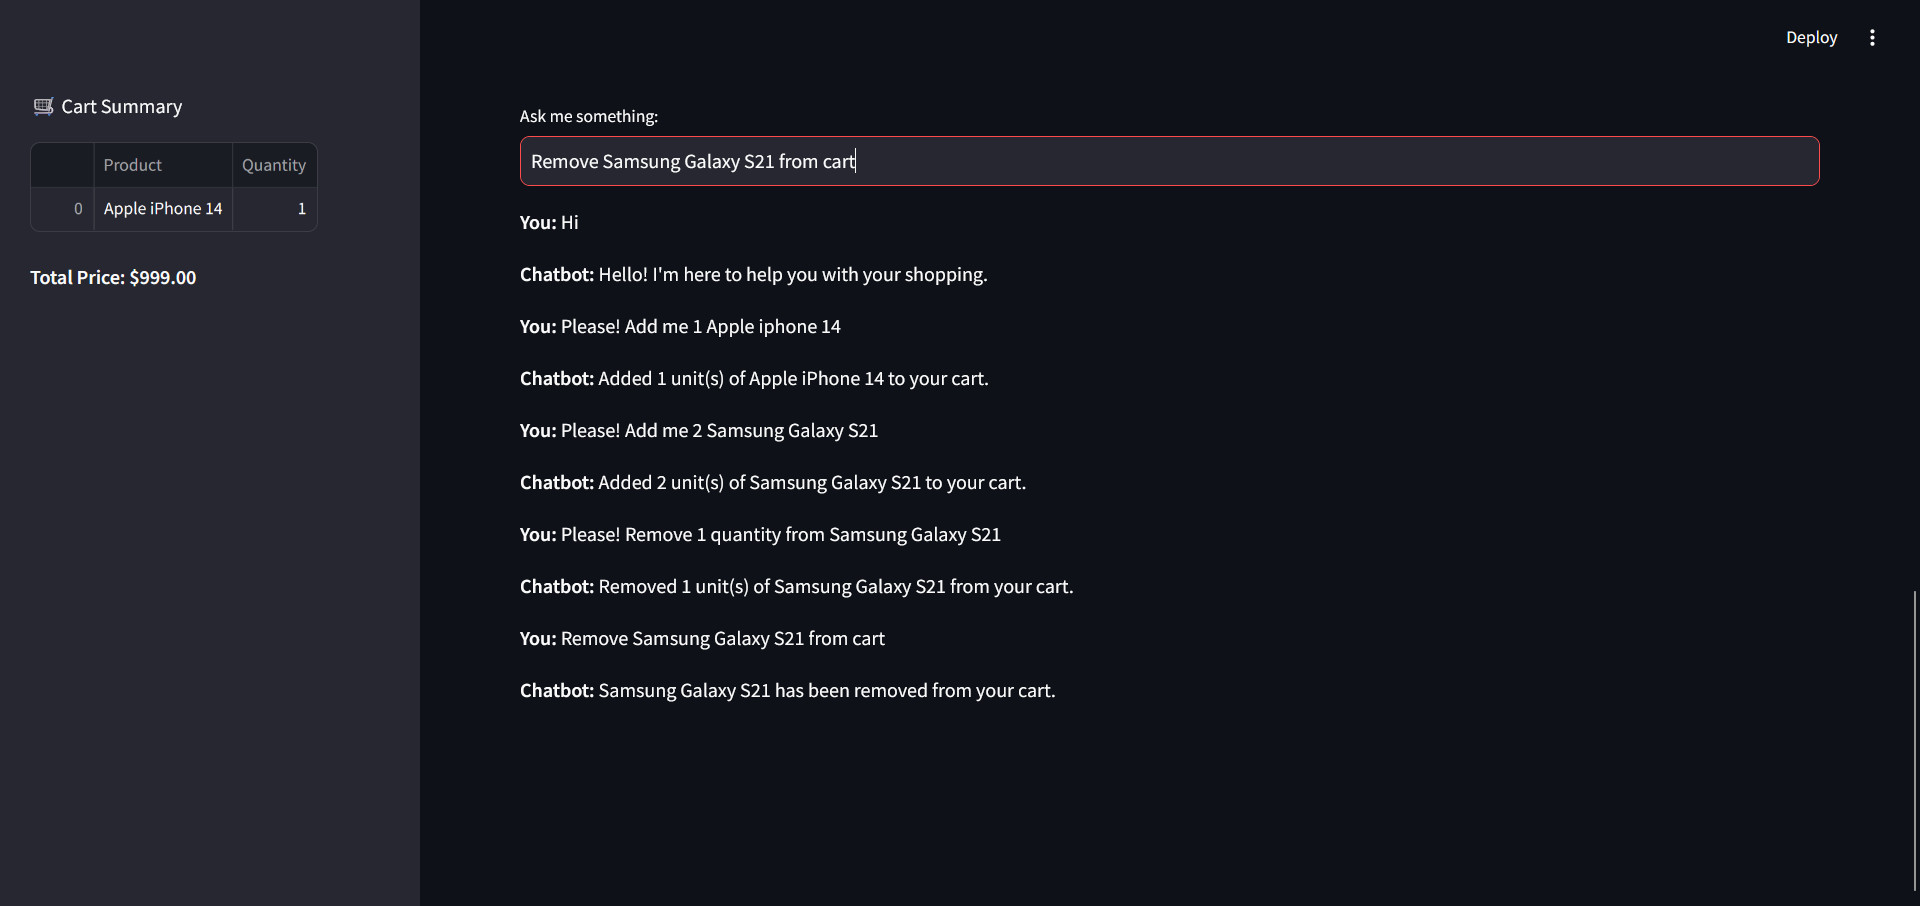 Deploy
🛒 Cart Summary
Product Quantity
0 Apple iPhone 14 1
Total Price: $999.00
Ask me something:
Remove Samsung Galaxy S21 from cart
You: Hi
Chatbot: Hello! I'm here to help you with your shopping.
You: Please! Add me 1 Apple iphone 14
Chatbot: Added 1 unit(s) of Apple iPhone 14 to your cart.
You: Please! Add me 2 Samsung Galaxy S21
Chatbot: Added 2 unit(s) of Samsung Galaxy S21 to your cart.
You: Please! Remove 1 quantity from Samsung Galaxy S21
Chatbot: Removed 1 unit(s) of Samsung Galaxy S21 from your cart.
You: Remove Samsung Galaxy S21 from cart
Chatbot: Samsung Galaxy S21 has been removed from your cart.